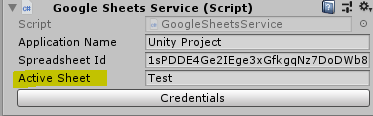 Google Sheets Service (Script)
Script GoogleSheetsService
Application Name Unity Project
Spreadsheet Id 1sPDDE4Ge2IEge3xGfkgqNz7DoDWb8
Active Sheet Test
Credentials